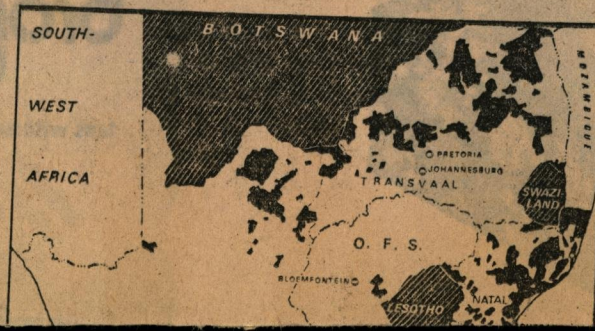 SOUTH-
WEST
AFRICA
BOTSWANA
MOZAMBIQUE
PRETORIA
JOHANNESBURG
TRANSVAAL
SWAZI-
LAND
O. F. S.
BLOEMFONTEIN
LESOTHO
NATAL